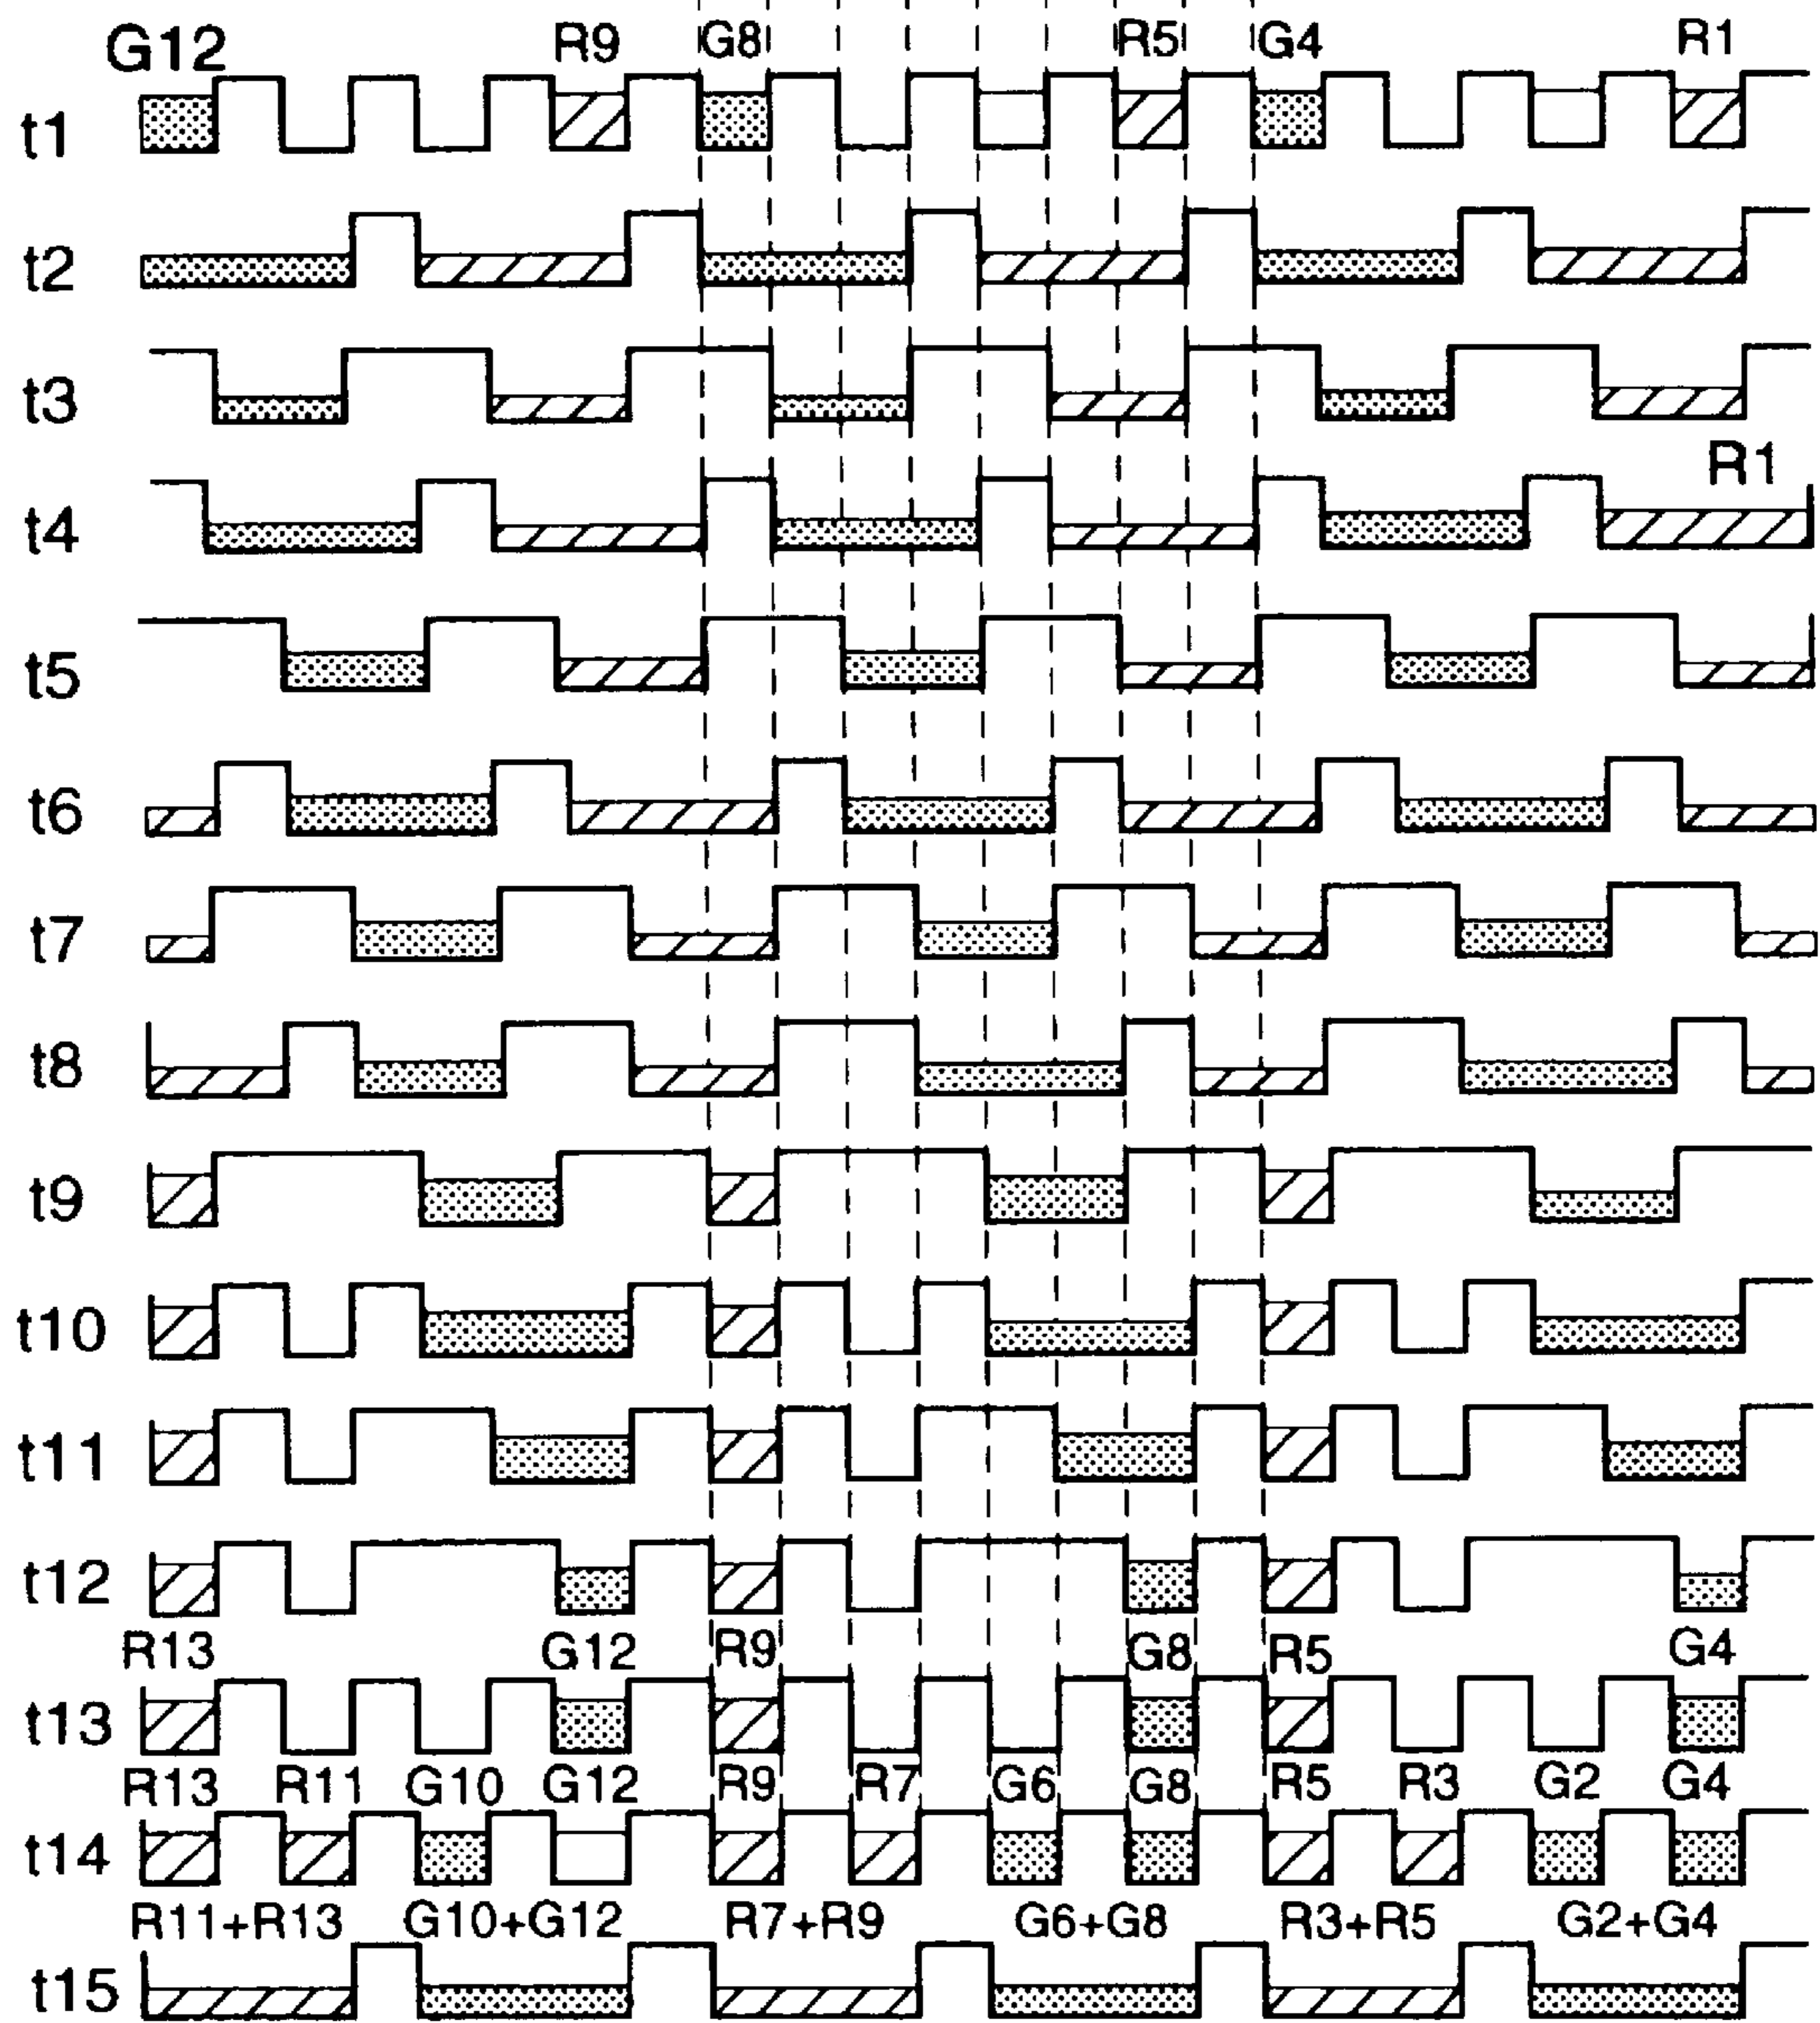 G12 R9 G8 R5 G4 R1
t1
t2
t3
R1
t4
t5
t6
t7
t8
t9
t10
t11
t12
R13 G12 R9 G8 R5 G4
t13
R13 R11 G10 G12 R9 R7 G6 G8 R5 R3 G2 G4
t14
R11+R13 G10+G12 R7+R9 G6+G8 R3+R5 G2+G4
t15